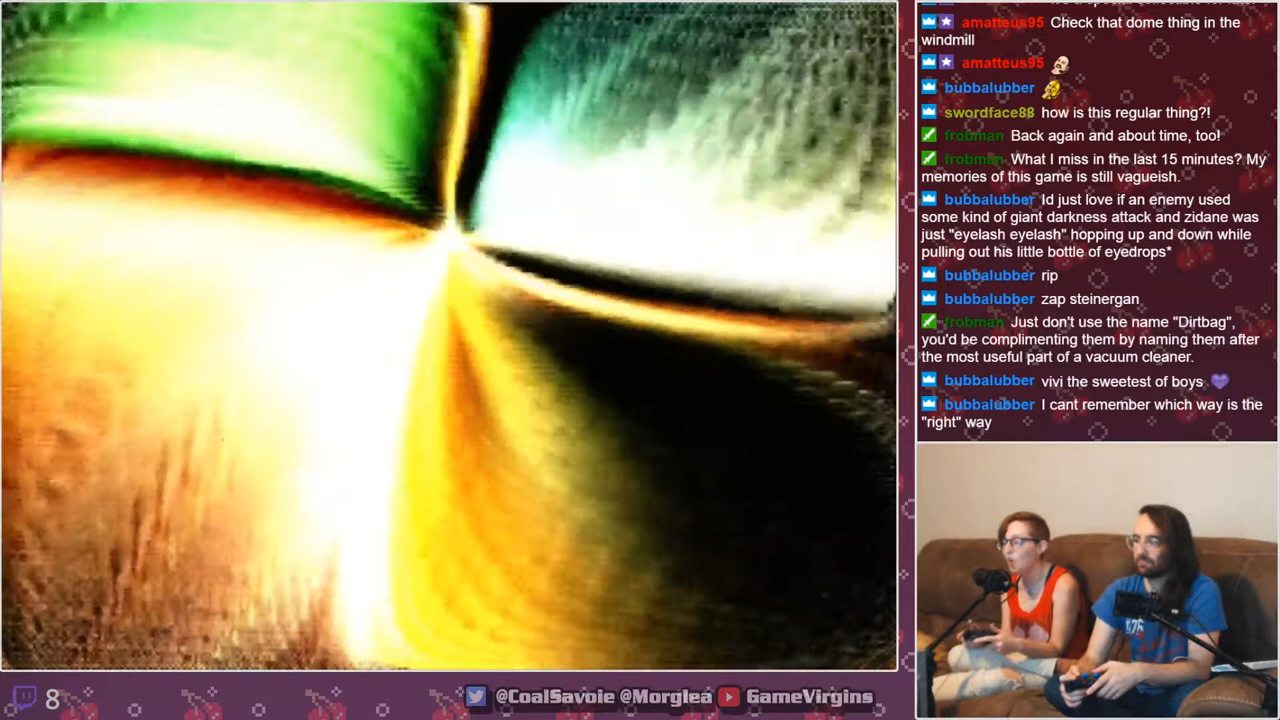 amatteus95 Check that dome thing in the
windmill
amatteus95
bubbalubber
swordface88 how is this regular thing?!
frobman Back again and about time, too!
frobman What I miss in the last 15 minutes? My
memories of this game is still vagueish.
bubbalubber Id just love if an enemy used
some kind of giant darkness attack and zidane was
just "eyelash eyelash" hopping up and down while
pulling out his little bottle of eyedrops*
bubbalubber rip
bubbalubber zap steinergan
frobman Just don't use the name "Dirtbag",
you'd be complimenting them by naming them after
the most useful part of a vacuum cleaner.
bubbalubber vivi the sweetest of boys
bubbalubber I cant remember which way is the
"right" way
8
@CoalSavoie @Morglea GameVirgins